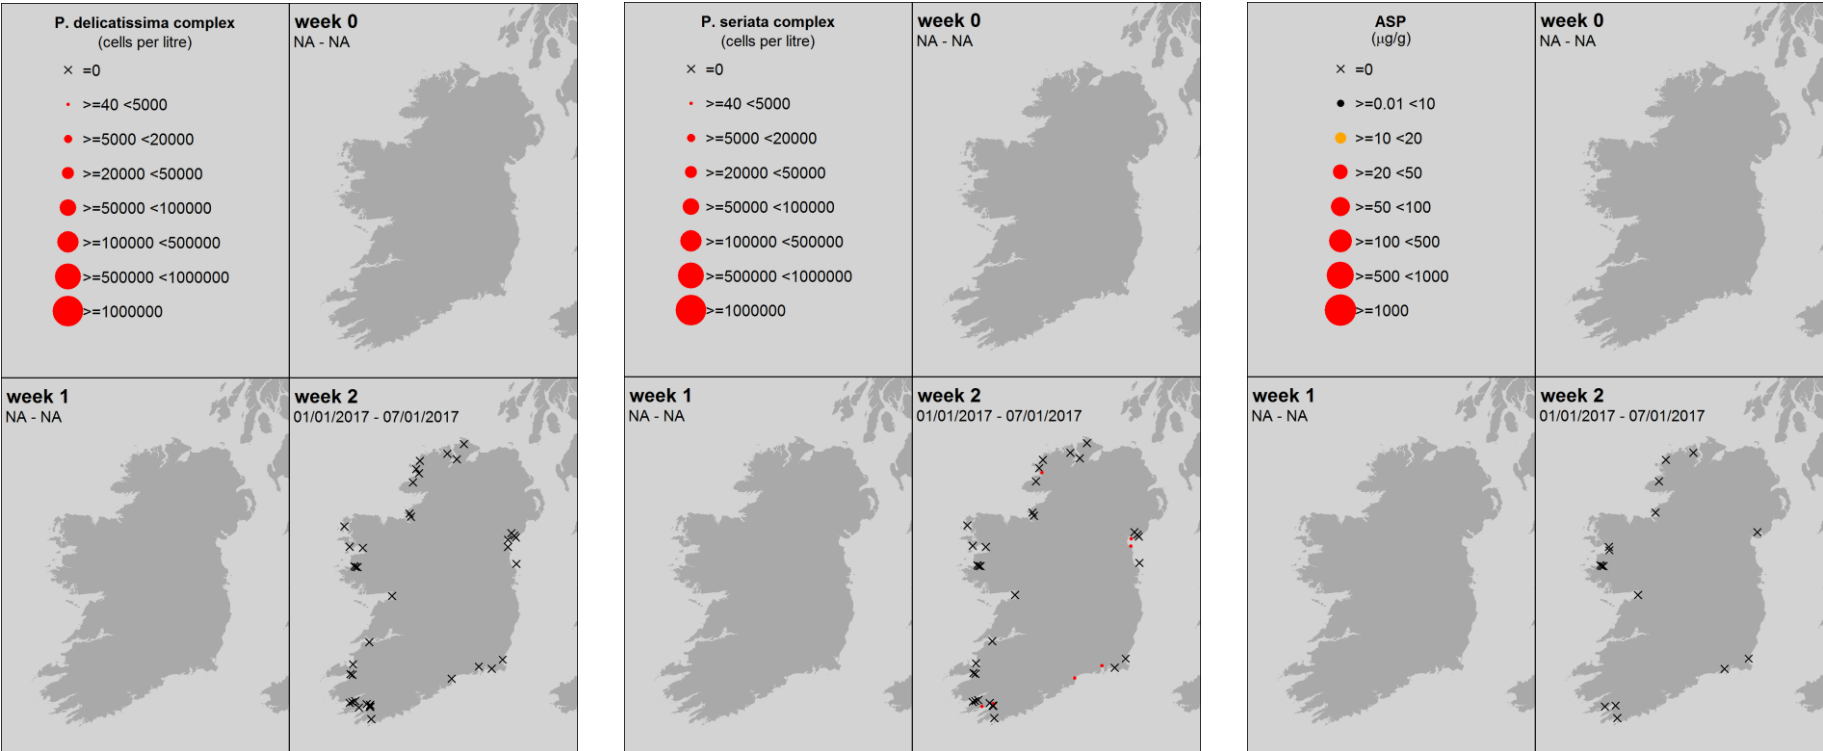 P. delicatissima complex
(cells per litre)
=0
>=40 <5000
>=5000 <20000
>=20000 <50000
>=50000 <100000
>=100000 <500000
>=500000 <1000000
>=1000000
week 0
NA - NA
week 1
NA - NA
week 2
01/01/2017 - 07/01/2017
P. seriata complex
(cells per litre)
=0
>=40 <5000
>=5000 <20000
>=20000 <50000
>=50000 <100000
>=100000 <500000
>=500000 <1000000
>=1000000
week 0
NA - NA
week 1
NA - NA
week 2
01/01/2017 - 07/01/2017
ASP
(µg/g)
=0
>=0.01 <10
>=10 <20
>=20 <50
>=50 <100
>=100 <500
>=500 <1000
>=1000
week 0
NA - NA
week 1
NA - NA
week 2
01/01/2017 - 07/01/2017